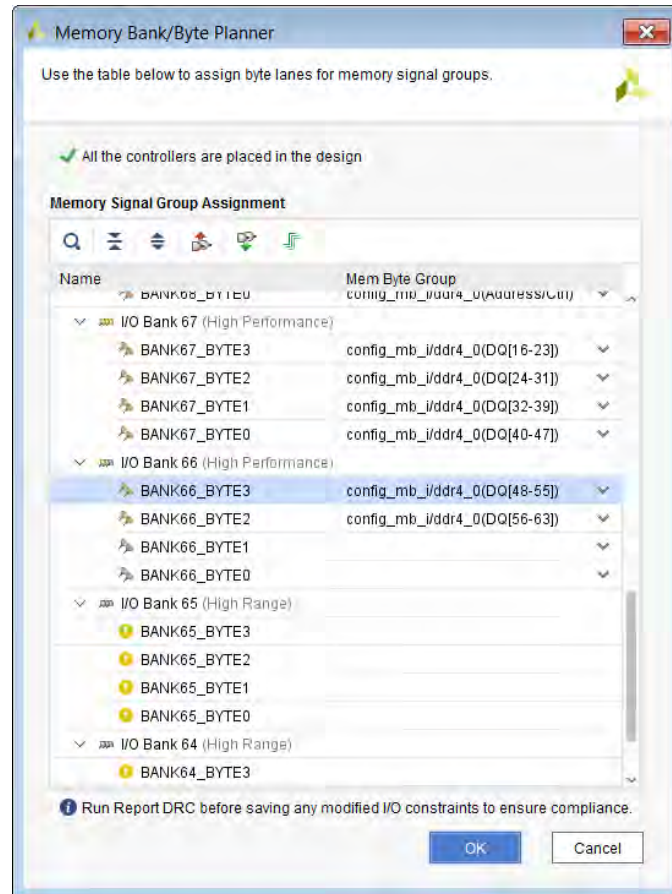 Memory Bank/Byte Planner
Use the table below to assign byte lanes for memory signal groups.
All the controllers are placed in the design
Memory Signal Group Assignment
Name Mem Byte Group
BANK68_BYTE0 config_mb_i/ddr4_0(Address/Ctrl)
I/O Bank 67 (High Performance)
BANK67_BYTE3 config_mb_i/ddr4_0(DQ[16-23])
BANK67_BYTE2 config_mb_i/ddr4_0(DQ[24-31])
BANK67_BYTE1 config_mb_i/ddr4_0(DQ[32-39])
BANK67_BYTE0 config_mb_i/ddr4_0(DQ[40-47])
I/O Bank 66 (High Performance)
BANK66_BYTE3 config_mb_i/ddr4_0(DQ[48-55])
BANK66_BYTE2 config_mb_i/ddr4_0(DQ[56-63])
BANK66_BYTE1
BANK66_BYTE0
I/O Bank 65 (High Range)
BANK65_BYTE3
BANK65_BYTE2
BANK65_BYTE1
BANK65_BYTE0
I/O Bank 64 (High Range)
BANK64_BYTE3
Run Report DRC before saving any modified I/O constraints to ensure compliance.
OK Cancel